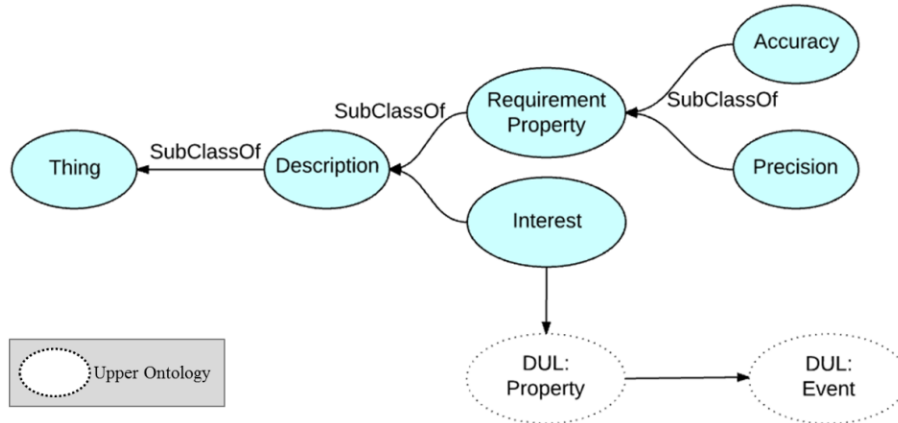 Accuracy
Requirement
Property
SubClassOf
SubClassOf
SubClassOf
Thing
Description
Precision
Interest
DUL:
Property
DUL:
Event
Upper Ontology